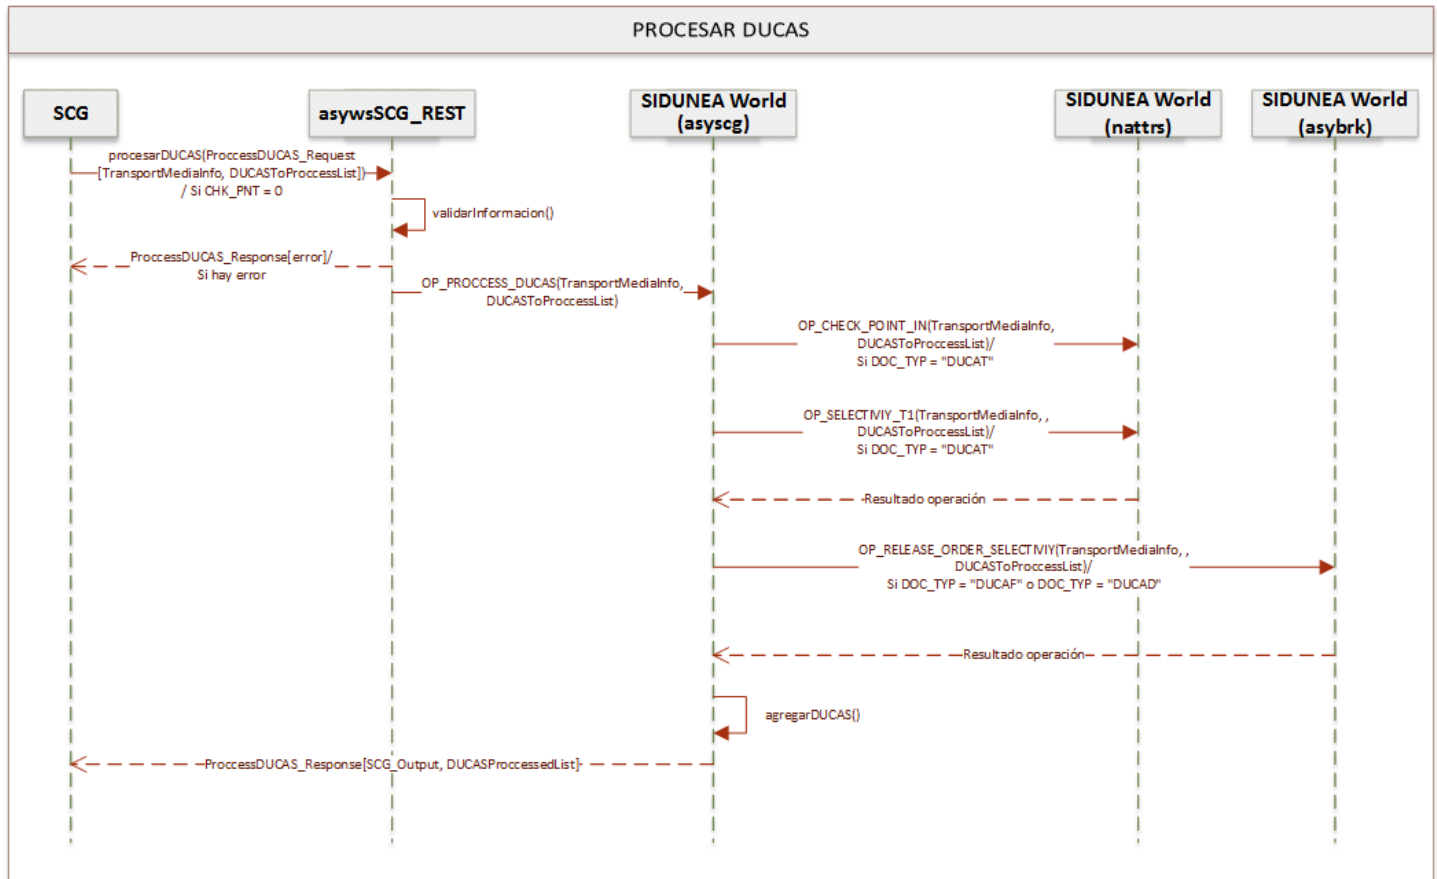 PROCESAR DUCAS
SCG
asywsSCG_REST
SIDUNEA World
(asyscg)
SIDUNEA World
(nattrs)
SIDUNEA World
(asybrk)
procesarDUCAS(ProccessDUCAS_Request
[TransportMediaInfo, DUCASToProccessList])
/ Si CHK_PNT = 0
validarInformacion()
ProccessDUCAS_Response[error]/
Si hay error
OP_PROCCESS_DUCAS(TransportMediaInfo,
DUCASToProccessList)
OP_CHECK_POINT_IN(TransportMediaInfo,
DUCASToProccessList)/
Si DOC_TYP = "DUCAT"
OP_SELECTIVIY_T1(TransportMediaInfo, ,
DUCASToProccessList)/
Si DOC_TYP = "DUCAT"
Resultado operación
OP_RELEASE_ORDER_SELECTIVIY(TransportMediaInfo, ,
DUCASToProccessList)/
Si DOC_TYP = "DUCAF" o DOC_TYP = "DUCAD"
Resultado operación
agregarDUCAS()
ProccessDUCAS_Response[SCG_Output, DUCASProccessedList]